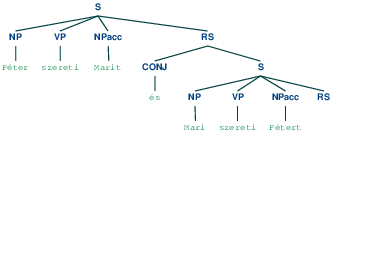 S
NP VP NPacc RS
Péter szereti Marit CONJ S
és NP VP NPacc RS
Mari szereti Pétert